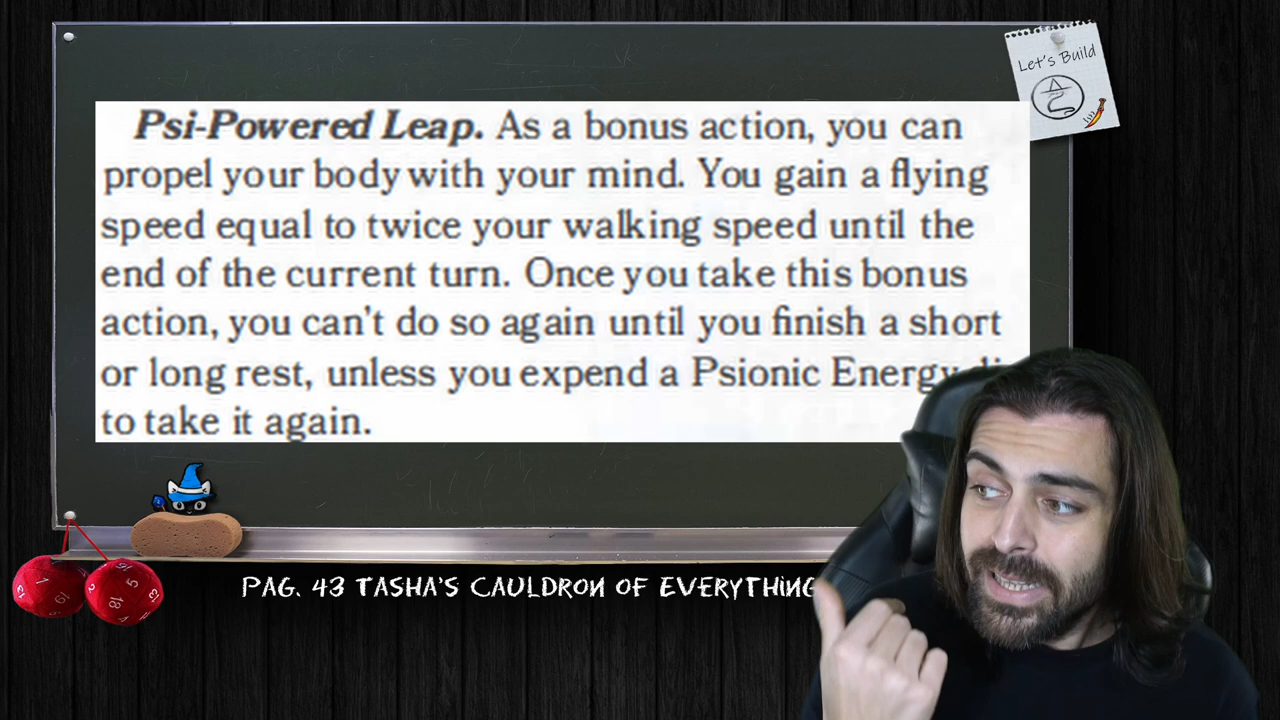 Let's Build
Psi-Powered Leap. As a bonus action, you can
propel your body with your mind. You gain a flying
speed equal to twice your walking speed until the
end of the current turn. Once you take this bonus
action, you can't do so again until you finish a short
or long rest, unless you expend a Psionic Energy
to take it again.
PAG. 43 TASHA'S CAULDRON OF EVERYTHING